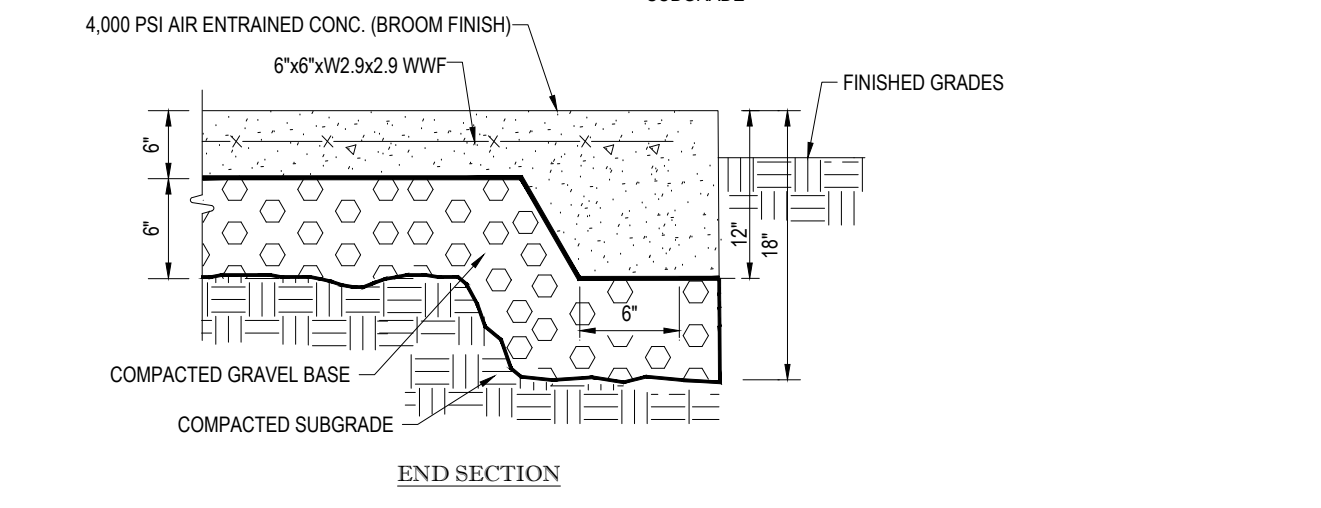 SUBGRADE
4,000 PSI AIR ENTRAINED CONC. (BROOM FINISH)
6"x6"xW2.9x2.9 WWF
FINISHED GRADES
6"
6"
12"
18"
6"
COMPACTED GRAVEL BASE
COMPACTED SUBGRADE
END SECTION